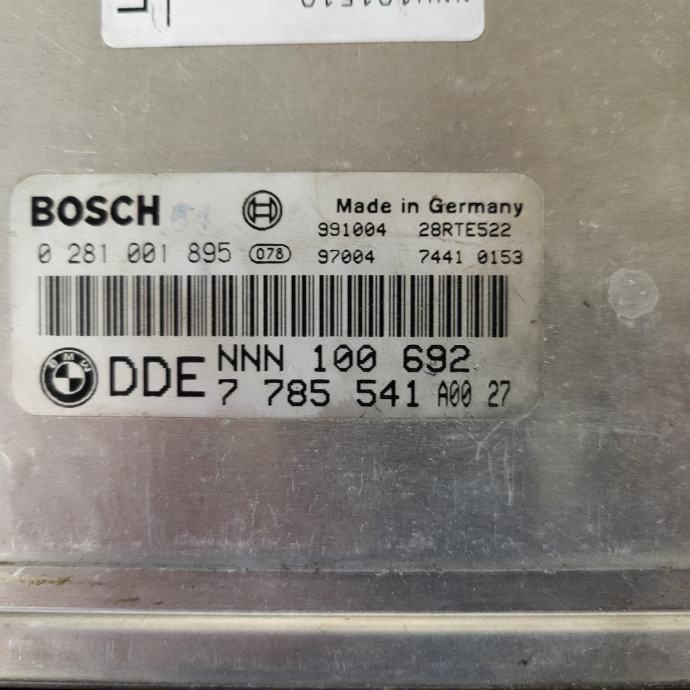 BOSCH
Made in Germany
991004 28RTE522
0 281 001 895 078 97004 7441 0153
BMW DDE NNN 100 692
7 785 541 A00 27